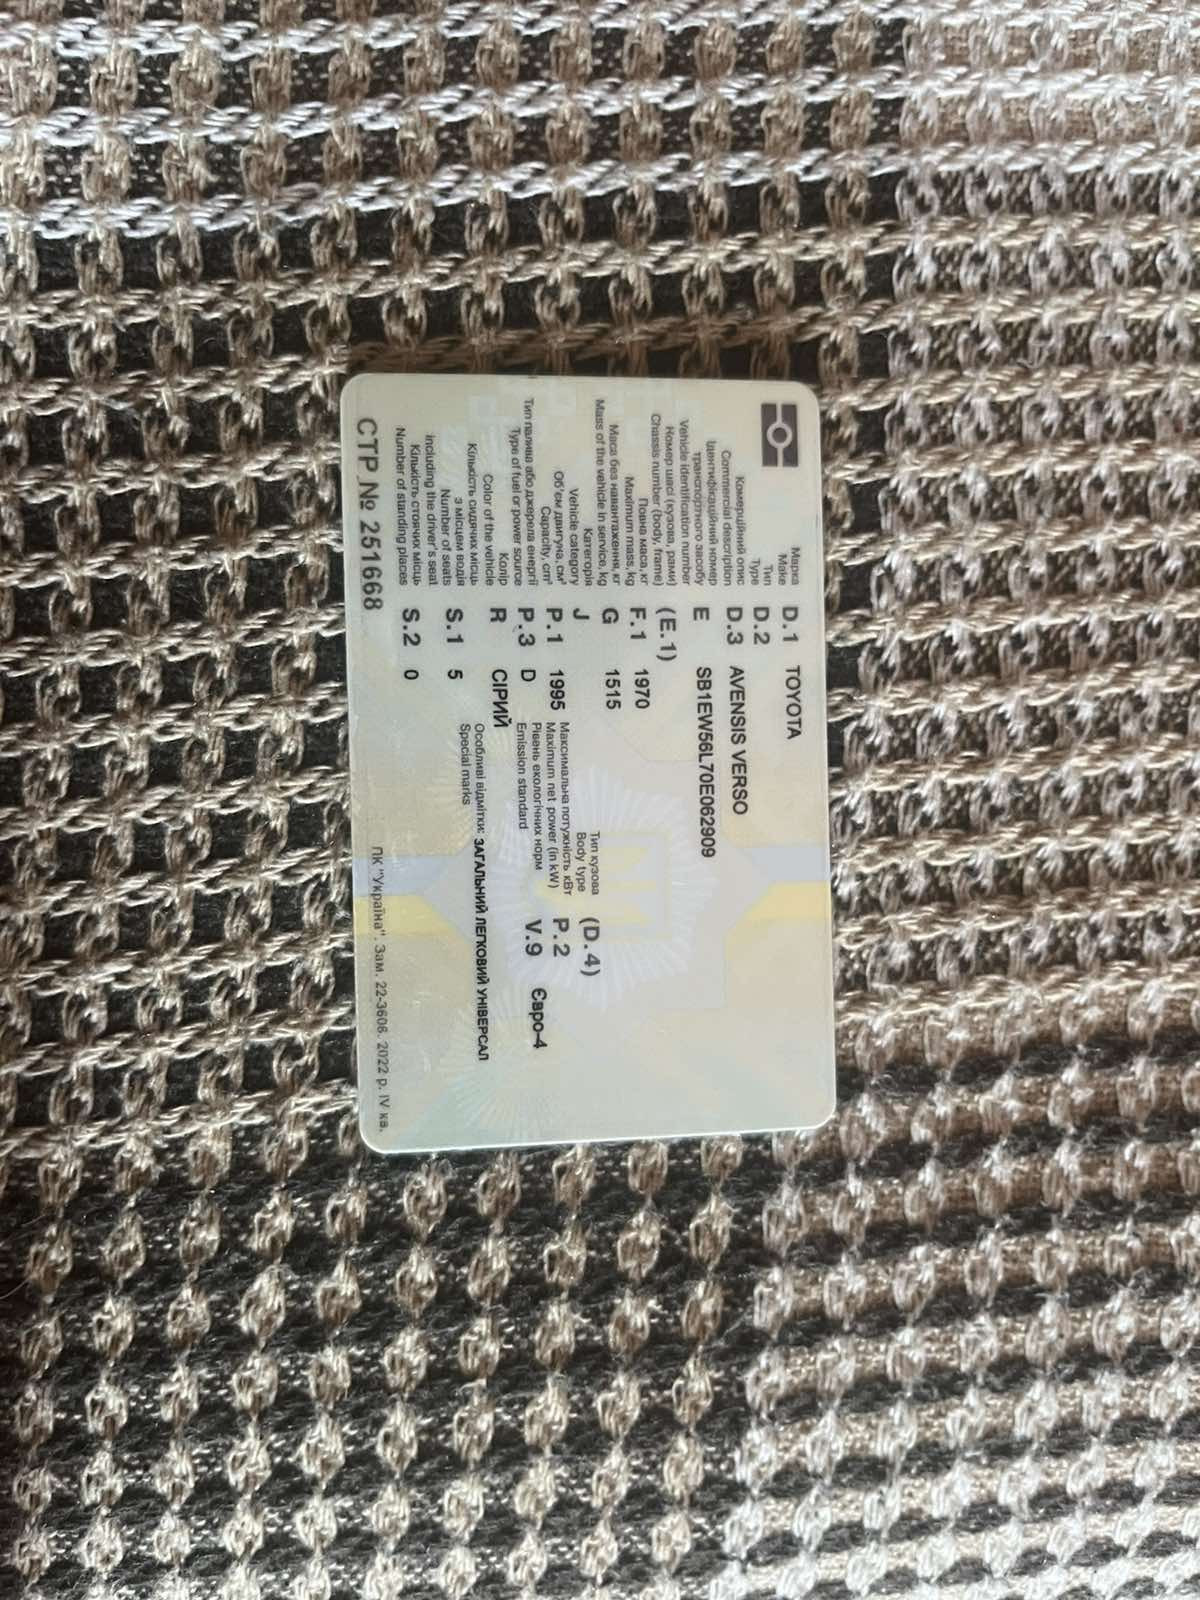 Марка
Make D.1 TOYOTA
Тип
Type D.2
Комерційний опис
Commercial description D.3 AVENSIS VERSO
Ідентифікаційний номер
транспортного засобу
Vehicle identification number E SB1EW56L70E062909
Номер шасі (кузова, рами)
Chassis number (body, frame) (E.1)
Повна маса, кг
Maximum mass, kg F.1 1970
Маса без навантаження, кг
Mass of the vehicle in service, kg G 1515
Категорія
Vehicle category J
Тип кузова
Body type (D.4)
Об'єм двигуна, см³
Capacity, cm³ P.1 1995
Максимальна потужність кВт
Maximum net power (in kW) P.2
Тип палива або джерела енергії
Type of fuel or power source P.3 D
Рівень екологічних норм
Emission standard V.9 Євро-4
Колір
Color of the vehicle R СІРИЙ
Кількість сидячих місць
з місцем водія
Number of seats
including the driver's seat S.1 5
Особливі відмітки: ЗАГАЛЬНИЙ ЛЕГКОВИЙ УНІВЕРСАЛ
Special marks
Кількість стоячих місць
Number of standing places S.2 0
СТР № 251668
ПК "Україна". Зам. 22-3606. 2022 р. IV кв.